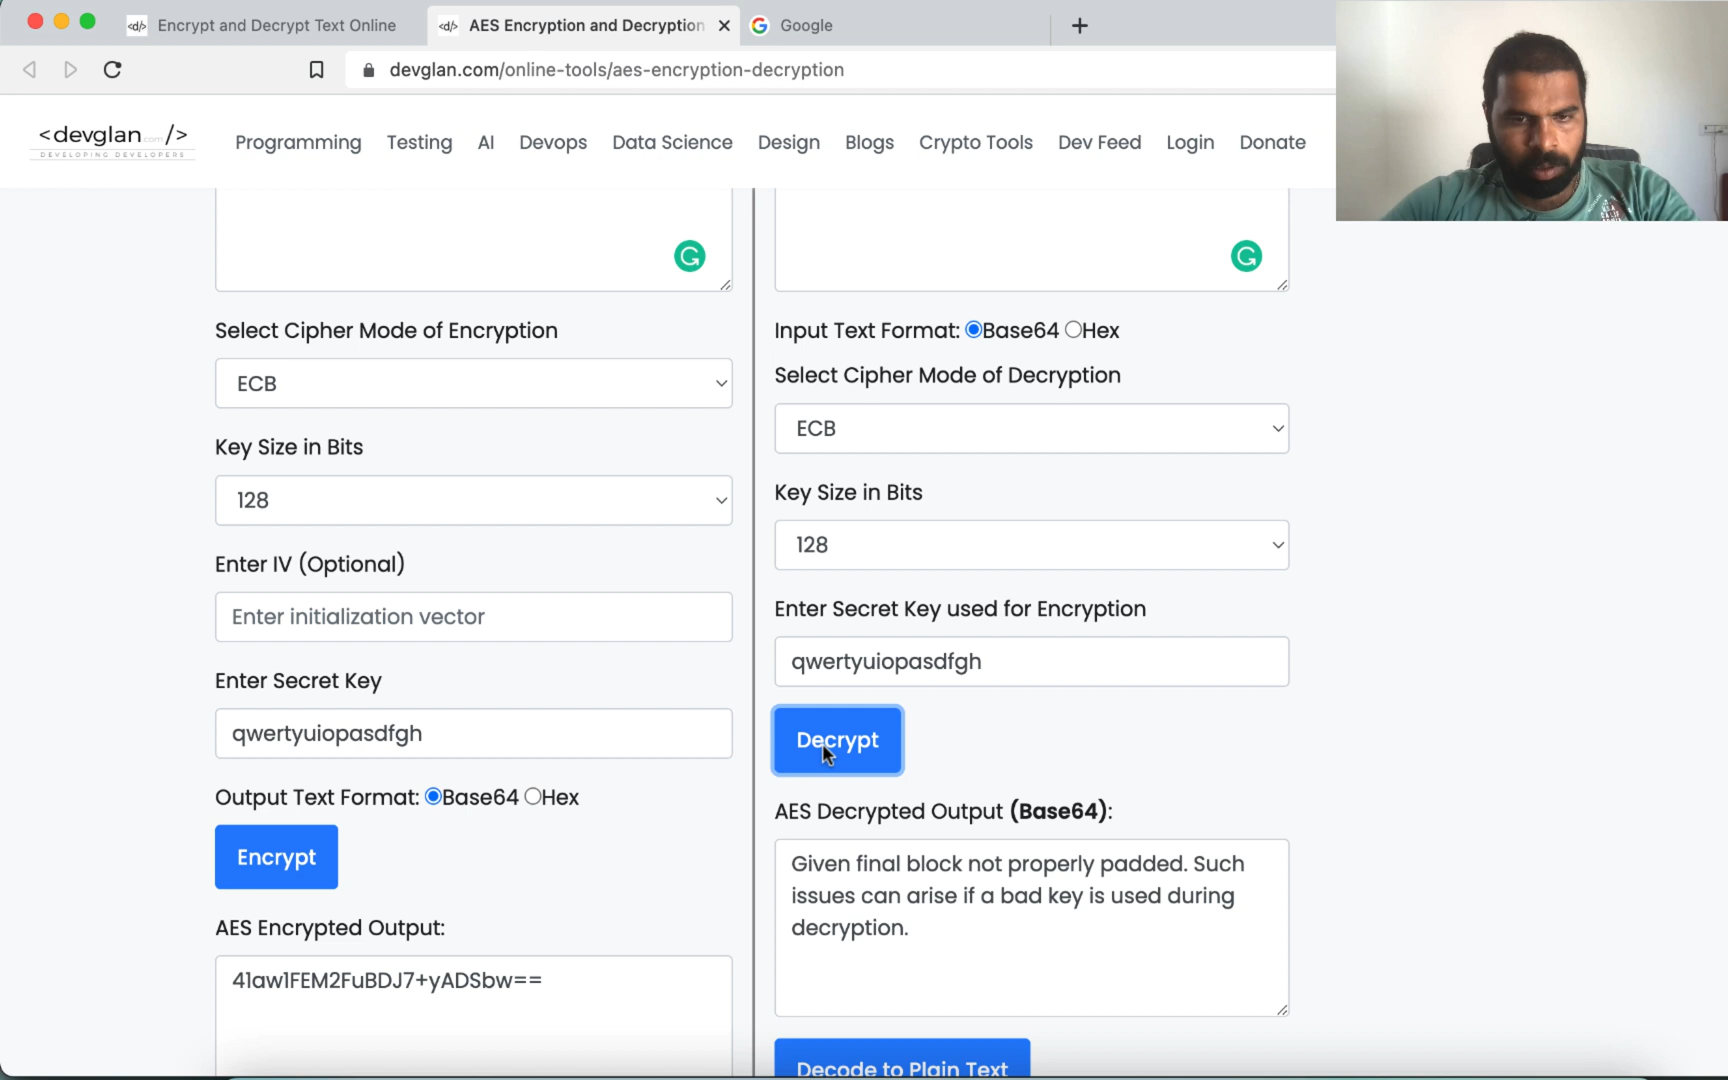 Encrypt and Decrypt Text Online
AES Encryption and Decryption
Google
devglan.com/online-tools/aes-encryption-decryption
<devglan.com/>
DEVELOPING DEVELOPERS
Programming
Testing
AI
Devops
Data Science
Design
Blogs
Crypto Tools
Dev Feed
Login
Donate
Select Cipher Mode of Encryption
ECB
Key Size in Bits
128
Enter IV (Optional)
Enter initialization vector
Enter Secret Key
qwertyuiopasdfgh
Output Text Format: Base64 Hex
Encrypt
AES Encrypted Output:
41aw1FEM2FuBDJ7+yADSbw==
Input Text Format: Base64 Hex
Select Cipher Mode of Decryption
ECB
Key Size in Bits
128
Enter Secret Key used for Encryption
qwertyuiopasdfgh
Decrypt
AES Decrypted Output (Base64):
Given final block not properly padded. Such
issues can arise if a bad key is used during
decryption.
Decode to Plain Text